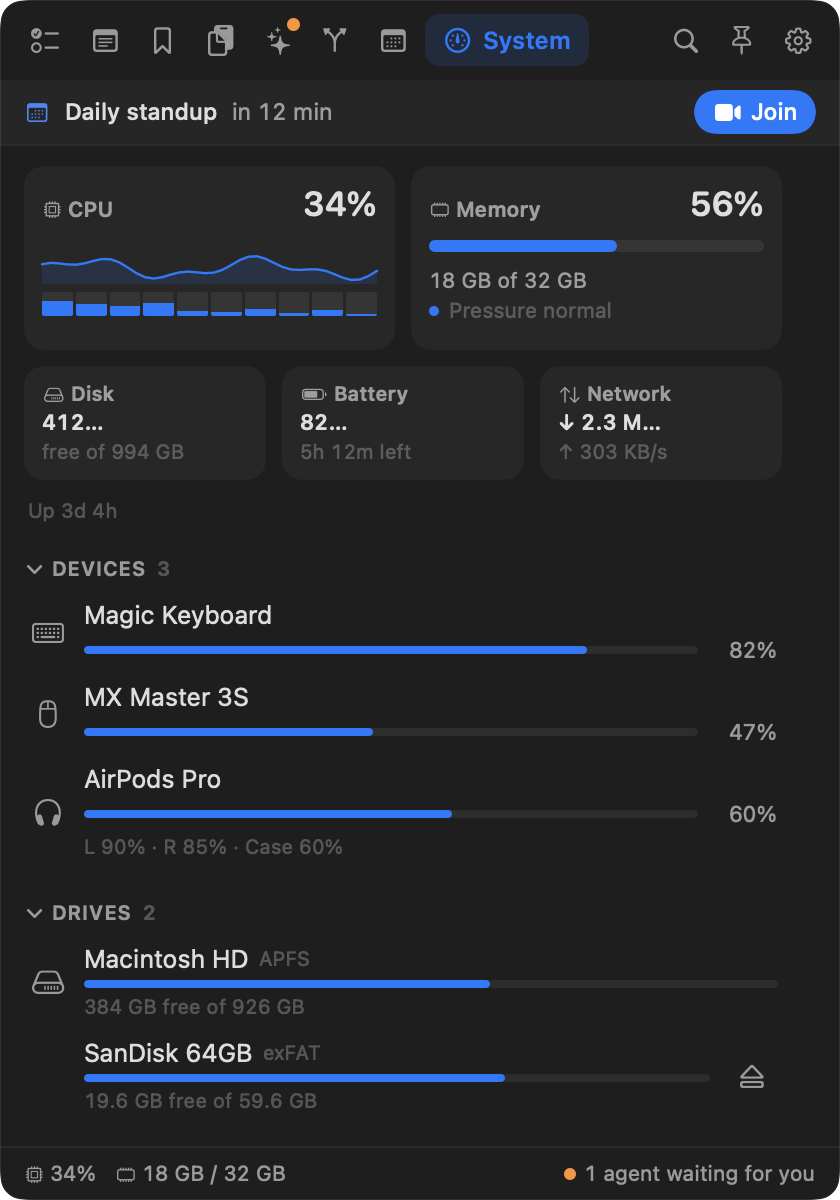 System
Daily standup in 12 min
Join
CPU 34%
Memory 56%
18 GB of 32 GB
Pressure normal
Disk
412...
free of 994 GB
Battery
82...
5h 12m left
Network
↓ 2.3 M...
↑ 303 KB/s
Up 3d 4h
DEVICES 3
Magic Keyboard
82%
MX Master 3S
47%
AirPods Pro
60%
L 90% · R 85% · Case 60%
DRIVES 2
Macintosh HD APFS
384 GB free of 926 GB
SanDisk 64GB exFAT
19.6 GB free of 59.6 GB
34% 18 GB / 32 GB
1 agent waiting for you